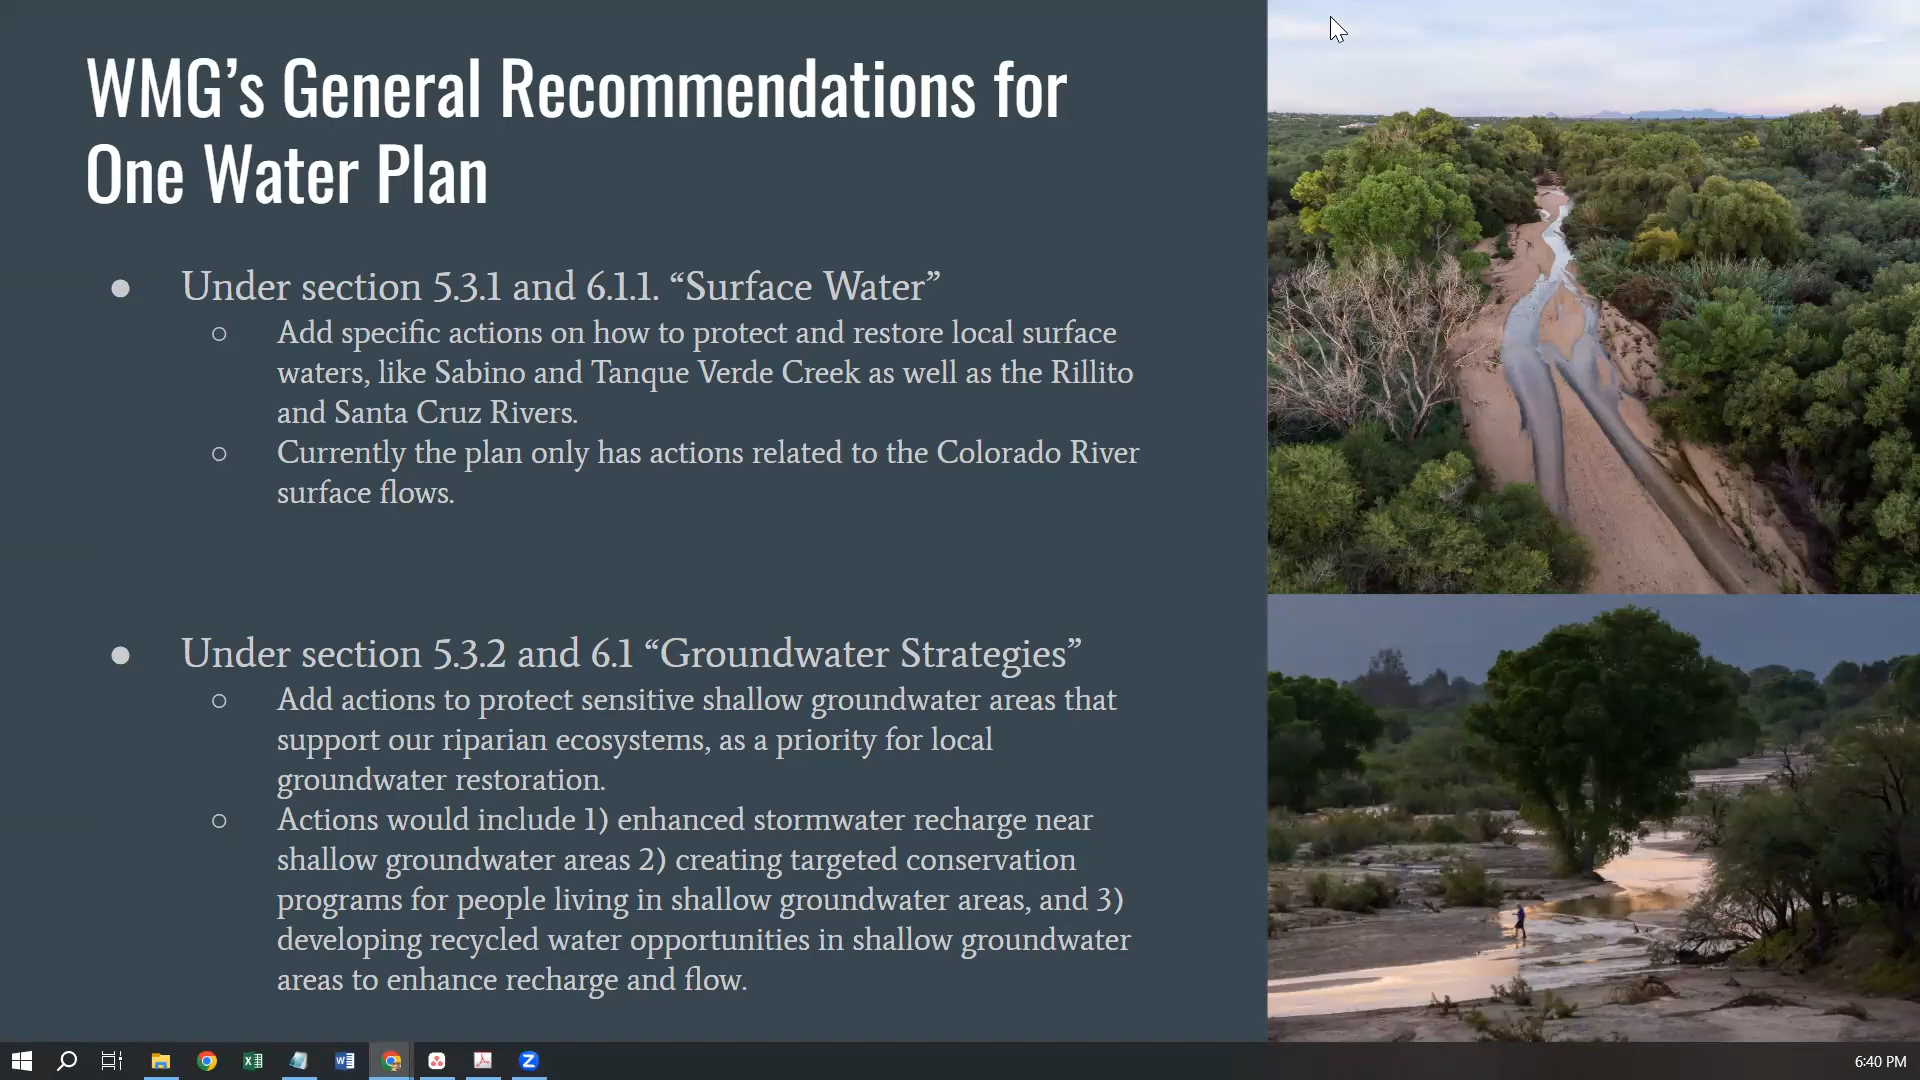 WMG’s General Recommendations for
One Water Plan
● Under section 5.3.1 and 6.1.1. “Surface Water”
○ Add specific actions on how to protect and restore local surface
waters, like Sabino and Tanque Verde Creek as well as the Rillito
and Santa Cruz Rivers.
○ Currently the plan only has actions related to the Colorado River
surface flows.
● Under section 5.3.2 and 6.1 “Groundwater Strategies”
○ Add actions to protect sensitive shallow groundwater areas that
support our riparian ecosystems, as a priority for local
groundwater restoration.
○ Actions would include 1) enhanced stormwater recharge near
shallow groundwater areas 2) creating targeted conservation
programs for people living in shallow groundwater areas, and 3)
developing recycled water opportunities in shallow groundwater
areas to enhance recharge and flow.
6:40 PM